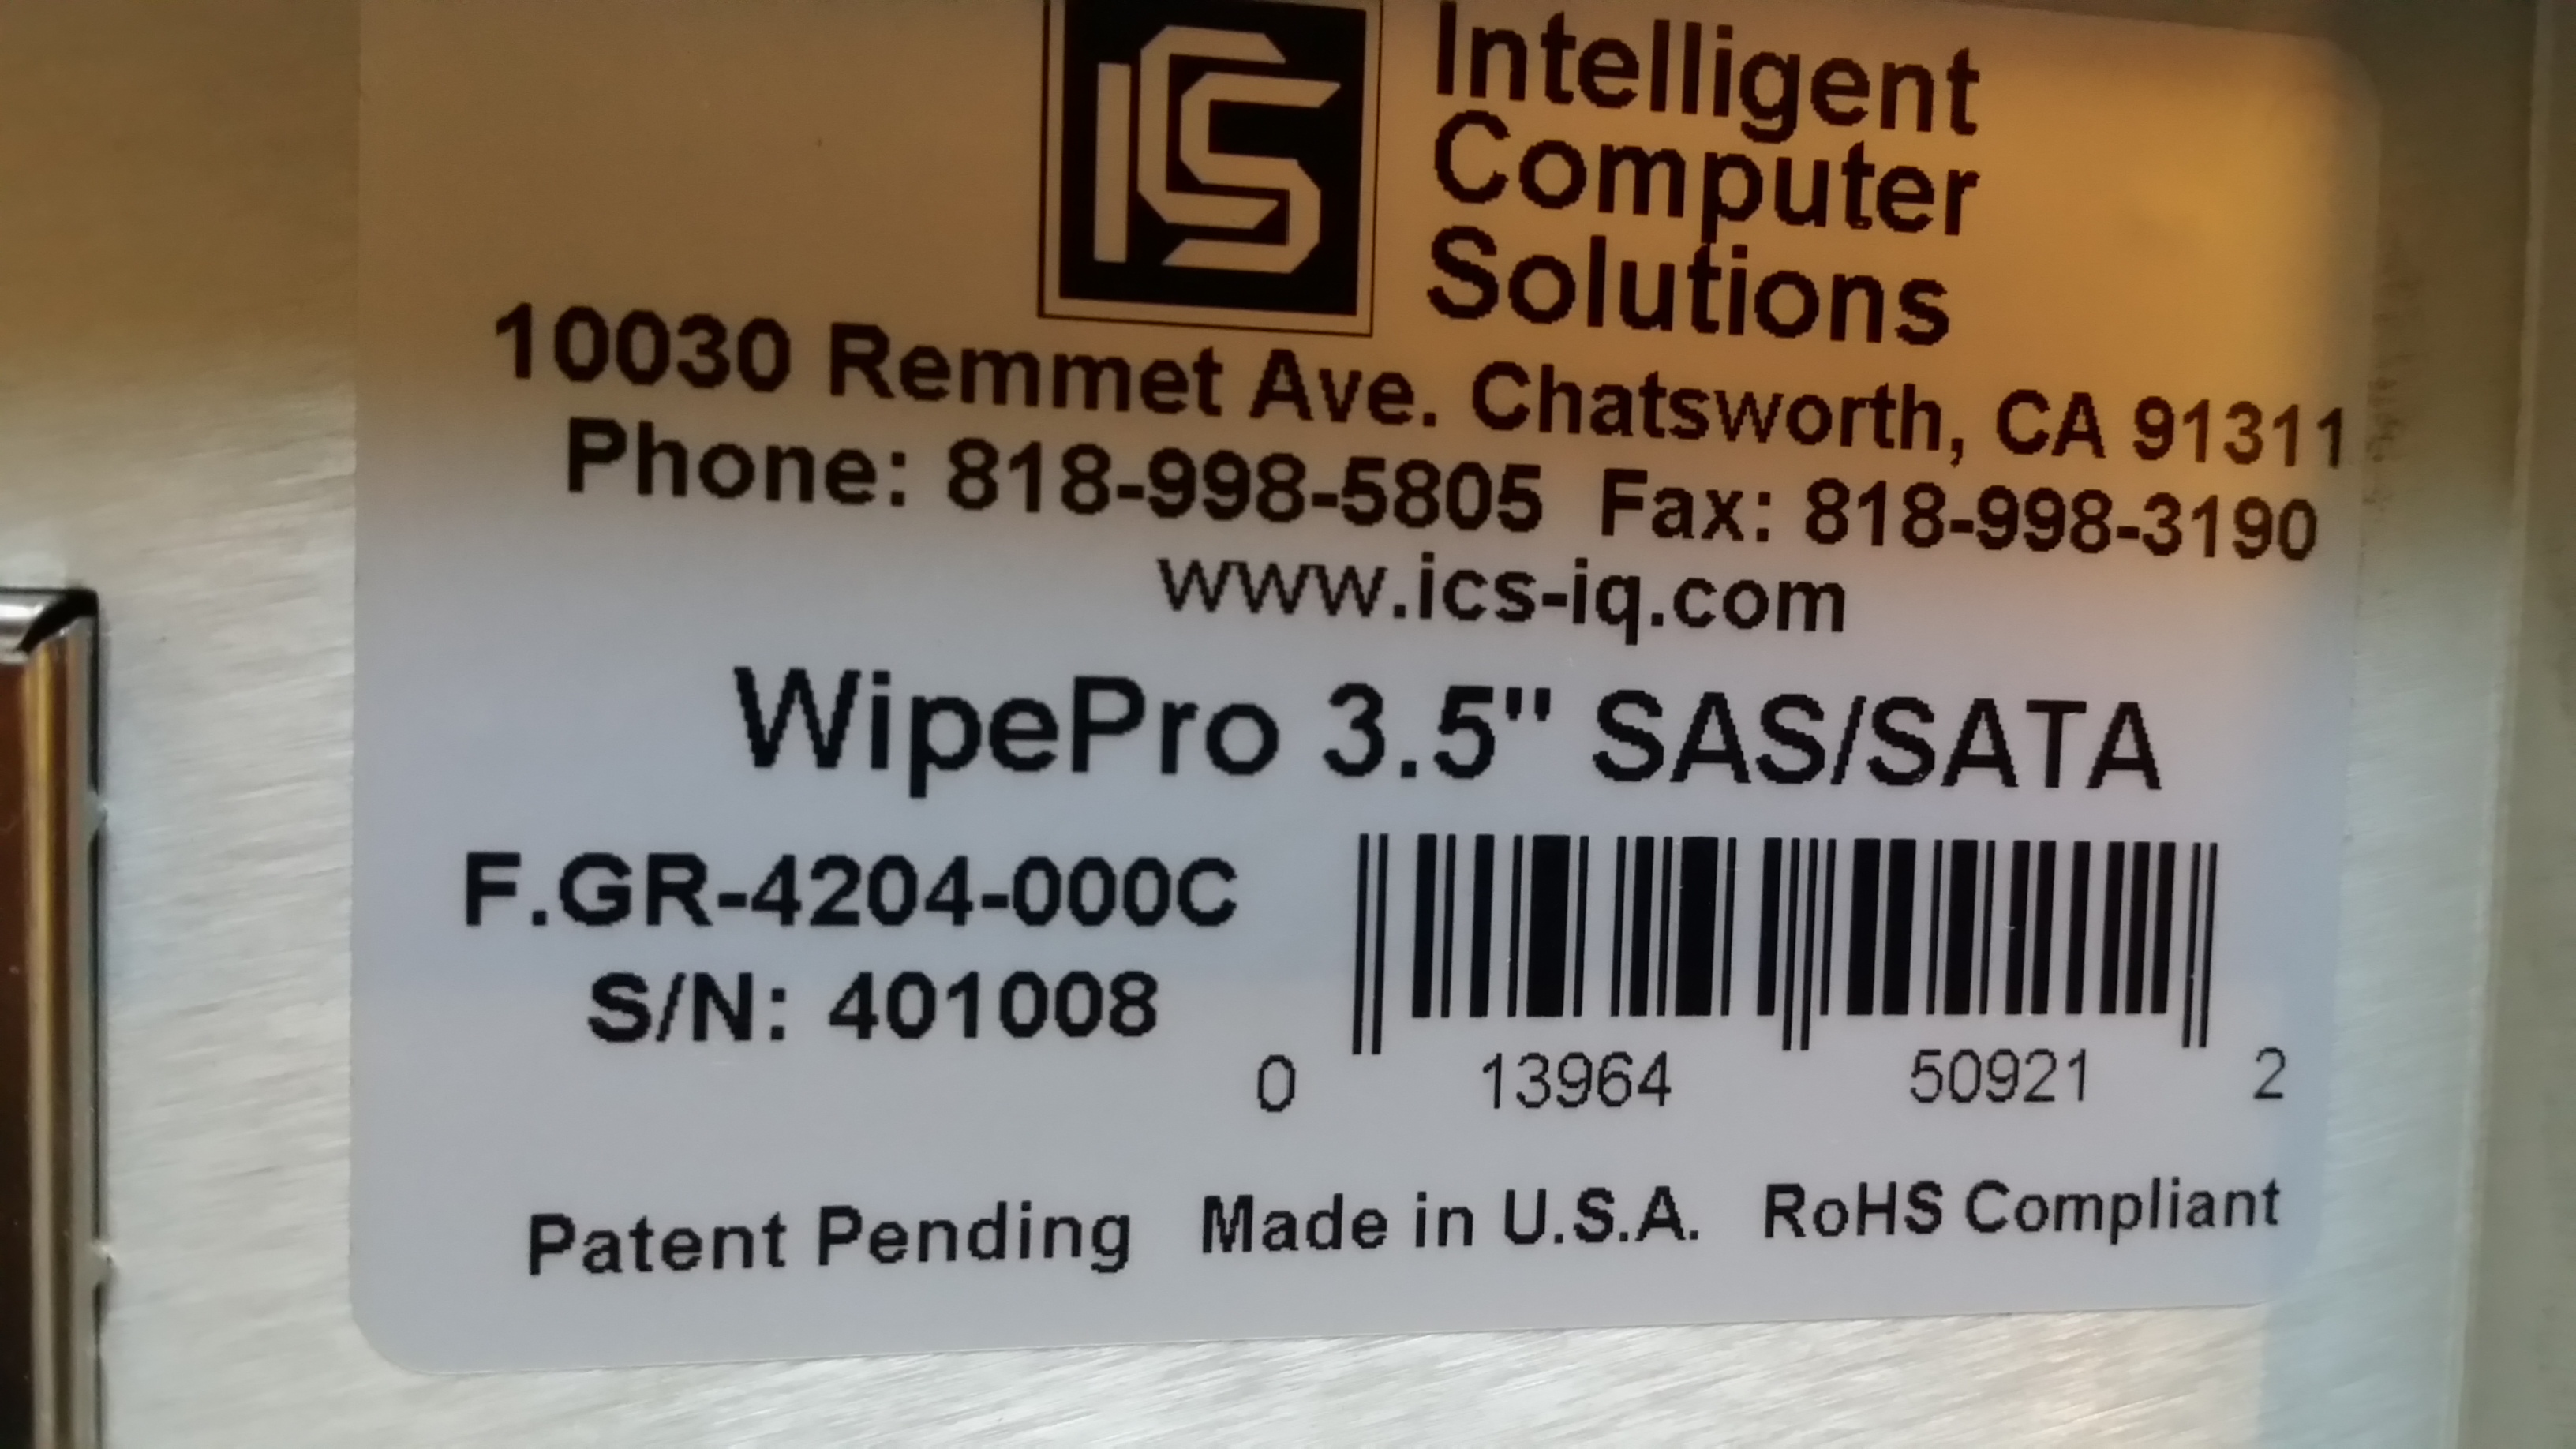 ICS
Intelligent
Computer
Solutions
10030 Remmet Ave. Chatsworth, CA 91311
Phone: 818-998-5805 Fax: 818-998-3190
www.ics-iq.com
WipePro 3.5" SAS/SATA
F.GR-4204-000C
S/N: 401008
0 13964 50921 2
Patent Pending Made in U.S.A. RoHS Compliant